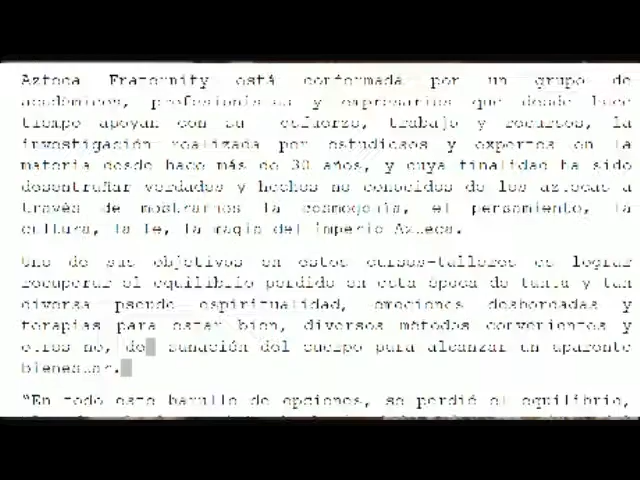 Azteca Fraternity está conformada por un grupo de
académicos, profesionistas y empresarios que desde hace
tiempo apoyan con su esfuerzo, trabajo y recursos, la
investigación realizada por estudiosos y expertos en la
materia desde hace más de 30 años, y cuya finalidad ha sido
desentrañar verdades y hechos no conocidos de los aztecas a
través de mostrarnos la cosmogonía, el pensamiento, la
cultura, la fe, la magia del imperio Azteca.
Uno de sus objetivos en estos cursos-talleres es lograr
recuperar el equilibrio perdido en esta época de tanta y tan
diversa pseudo espiritualidad, emociones desbordadas y
terapias para estar bien, diversos métodos convenientes y
otros no, de sanación del cuerpo para alcanzar un aparente
bienestar.
"En todo este barullo de opciones, se perdió el equilibrio,